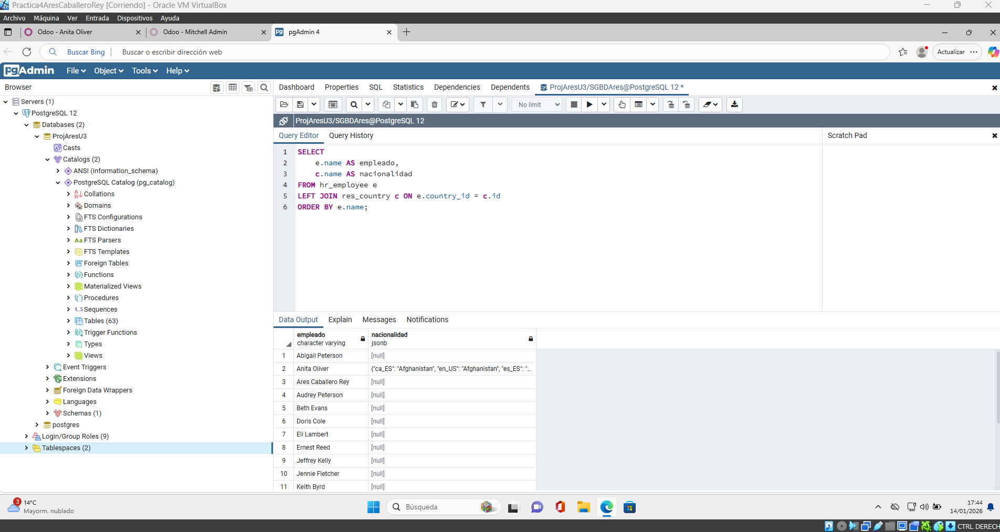 Practica4AresCaballeroRey [Corriendo] - Oracle VM VirtualBox
Archivo Máquina Ver Entrada Dispositivos Ayuda
Odoo - Anita Oliver
Odoo - Mitchell Admin
pgAdmin 4
Buscar Bing
Buscar o escribir dirección web
Actualizar
pgAdmin File Object Tools Help
Browser
Dashboard Properties SQL Statistics Dependencies Dependents ProjAresU3/SGBDAres@PostgreSQL 12 *
No limit
ProjAresU3/SGBDAres@PostgreSQL 12
Query Editor Query History
Scratch Pad
Servers (1)
PostgreSQL 12
Databases (2)
ProjAresU3
Casts
Catalogs (2)
ANSI (information_schema)
PostgreSQL Catalog (pg_catalog)
Collations
Domains
FTS Configurations
FTS Dictionaries
FTS Parsers
FTS Templates
Foreign Tables
Functions
Materialized Views
Procedures
Sequences
Tables (63)
Trigger Functions
Types
Views
Event Triggers
Extensions
Foreign Data Wrappers
Languages
Schemas (1)
postgres
Login/Group Roles (9)
Tablespaces (2)
1 SELECT
2 e.name AS empleado,
3 c.name AS nacionalidad
4 FROM hr_employee e
5 LEFT JOIN res_country c ON e.country_id = c.id
6 ORDER BY e.name;
Data Output Explain Messages Notifications
empleado
character varying
nacionalidad
jsonb
1 Abigail Peterson [null]
2 Anita Oliver {"ca_ES": "Afghanistan", "en_US": "Afghanistan", "es_ES": "...
3 Ares Caballero Rey [null]
4 Audrey Peterson [null]
5 Beth Evans [null]
6 Doris Cole [null]
7 Eli Lambert [null]
8 Ernest Reed [null]
9 Jeffrey Kelly [null]
10 Jennie Fletcher [null]
11 Keith Byrd [null]
3
14°C
Mayorm. nublado
Búsqueda
17:44
14/01/2026
CTRL DERECH